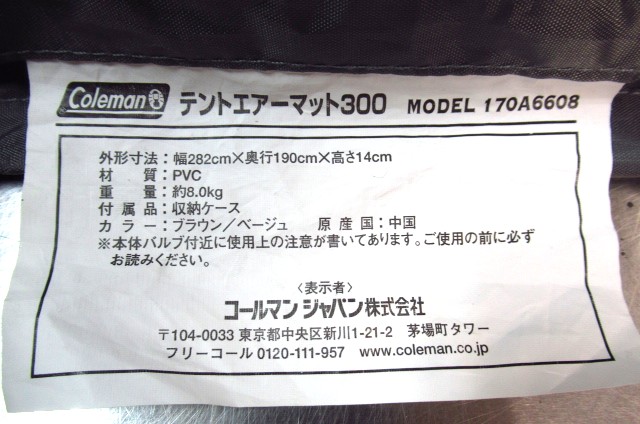 Coleman テントエアーマット300 MODEL 170A6608
外形寸法：幅282cm×奥行190cm×高さ14cm
材　　質：PVC
重　　量：約8.0kg
付 属 品：収納ケース
カ ラ ー：ブラウン／ベージュ　原 産 国：中国
※本体バルブ付近に使用上の注意が書いてあります。ご使用の前に必ず
お読みください。
〈表示者〉
コールマン ジャパン株式会社
〒104-0033 東京都中央区新川1-21-2　茅場町タワー
フリーコール 0120-111-957　www.coleman.co.jp